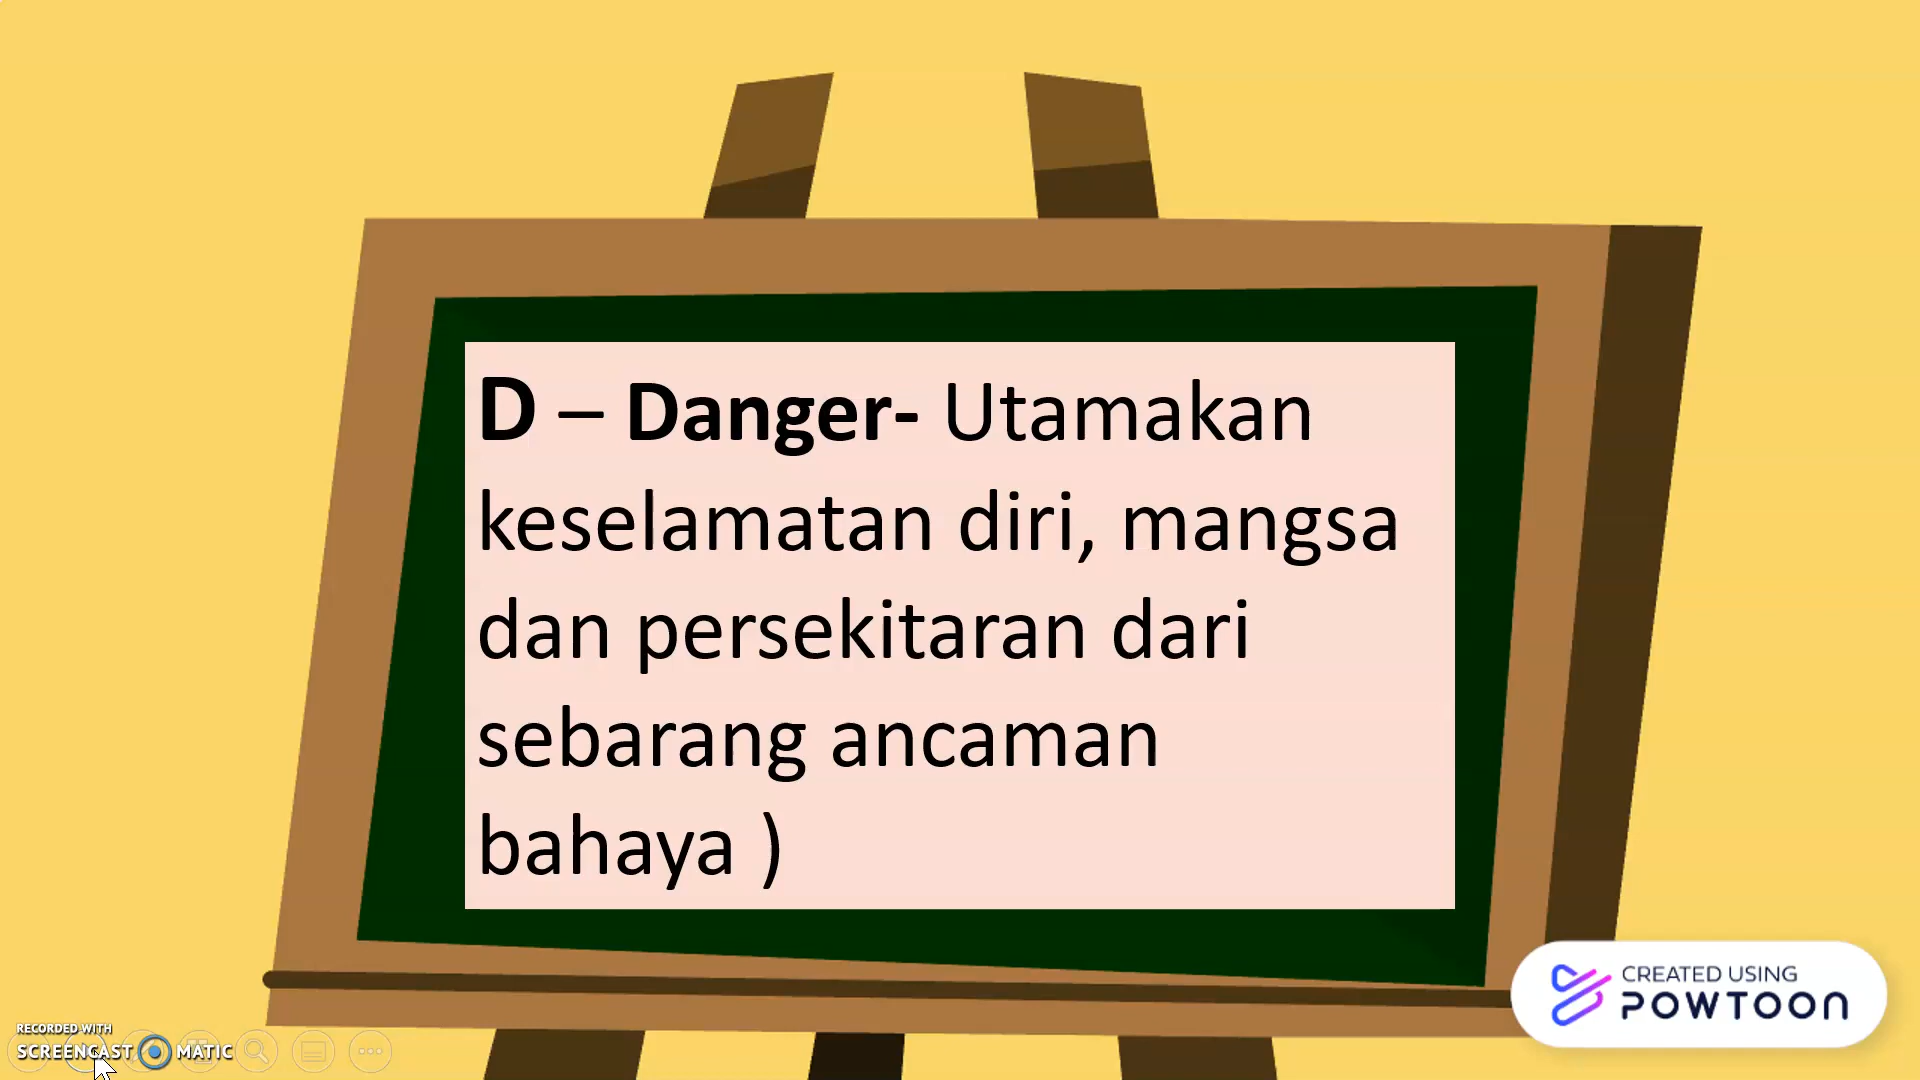 D – Danger- Utamakan
keselamatan diri, mangsa
dan persekitaran dari
sebarang ancaman
bahaya )
CREATED USING
POWTOON
RECORDED WITH
SCREENCAST MATIC